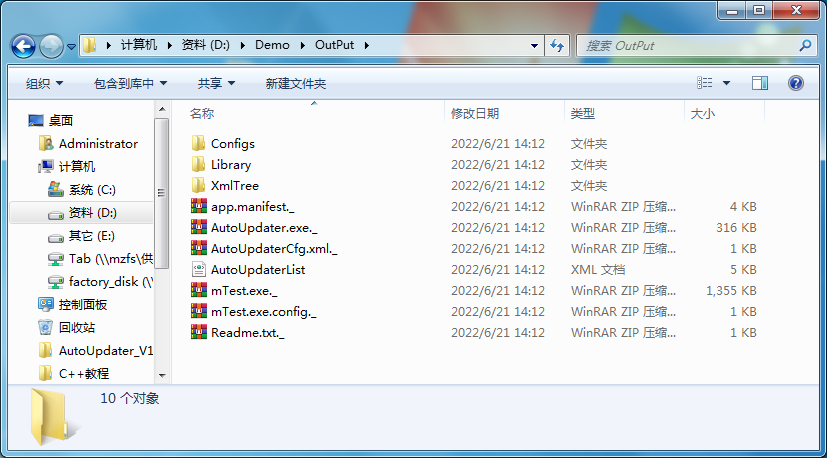 计算机 资料 (D:) Demo OutPut
搜索 OutPut
组织 包含到库中 共享 新建文件夹
名称 修改日期 类型 大小
桌面
Administrator
计算机
系统 (C:)
资料 (D:)
其它 (E:)
Tab (\\mzfs\供
factory_disk (\\
控制面板
回收站
AutoUpdater_V1
C++教程
Configs 2022/6/21 14:12 文件夹
Library 2022/6/21 14:12 文件夹
XmlTree 2022/6/21 14:12 文件夹
app.manifest._ 2022/6/21 14:12 WinRAR ZIP 压缩... 4 KB
AutoUpdater.exe._ 2022/6/21 14:12 WinRAR ZIP 压缩... 316 KB
AutoUpdaterCfg.xml._ 2022/6/21 14:12 WinRAR ZIP 压缩... 1 KB
AutoUpdaterList 2022/6/21 14:12 XML 文档 5 KB
mTest.exe._ 2022/6/21 14:12 WinRAR ZIP 压缩... 1,355 KB
mTest.exe.config._ 2022/6/21 14:12 WinRAR ZIP 压缩... 1 KB
Readme.txt._ 2022/6/21 14:12 WinRAR ZIP 压缩... 1 KB
10 个对象